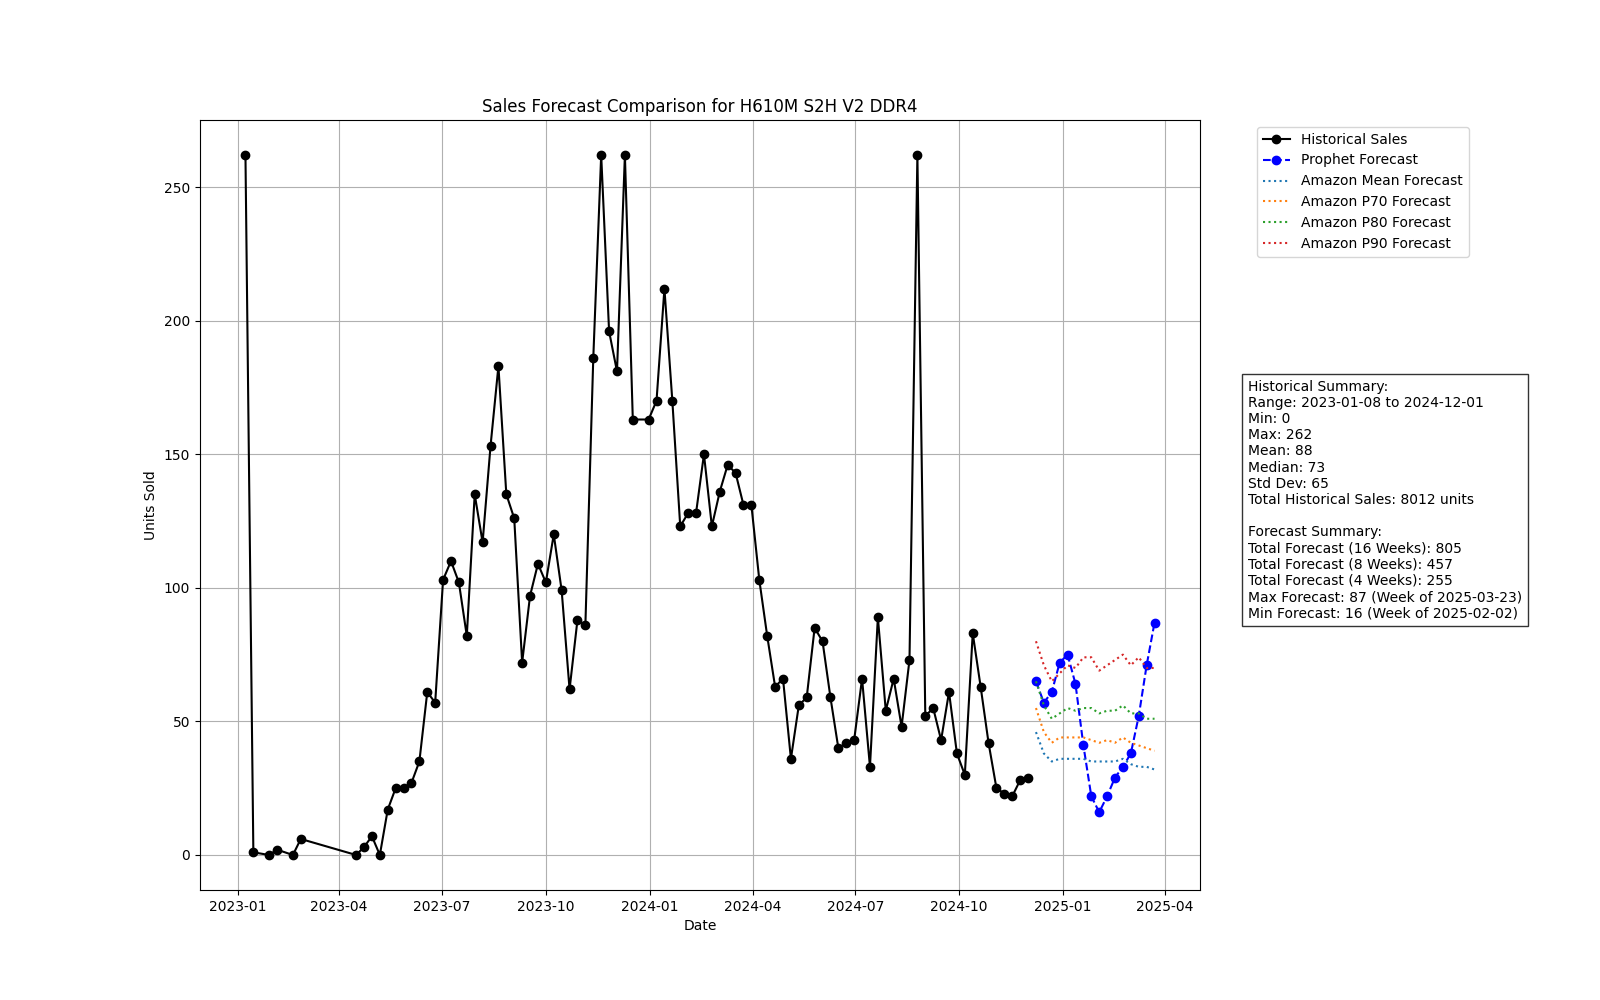 Sales Forecast Comparison for H610M S2H V2 DDR4
Historical Sales
Prophet Forecast
Amazon Mean Forecast
Amazon P70 Forecast
Amazon P80 Forecast
Amazon P90 Forecast
250
200
150
100
50
0
Units Sold
2023-01 2023-04 2023-07 2023-10 2024-01 2024-04 2024-07 2024-10 2025-01 2025-04
Date
Historical Summary:
Range: 2023-01-08 to 2024-12-01
Min: 0
Max: 262
Mean: 88
Median: 73
Std Dev: 65
Total Historical Sales: 8012 units
Forecast Summary:
Total Forecast (16 Weeks): 805
Total Forecast (8 Weeks): 457
Total Forecast (4 Weeks): 255
Max Forecast: 87 (Week of 2025-03-23)
Min Forecast: 16 (Week of 2025-02-02)